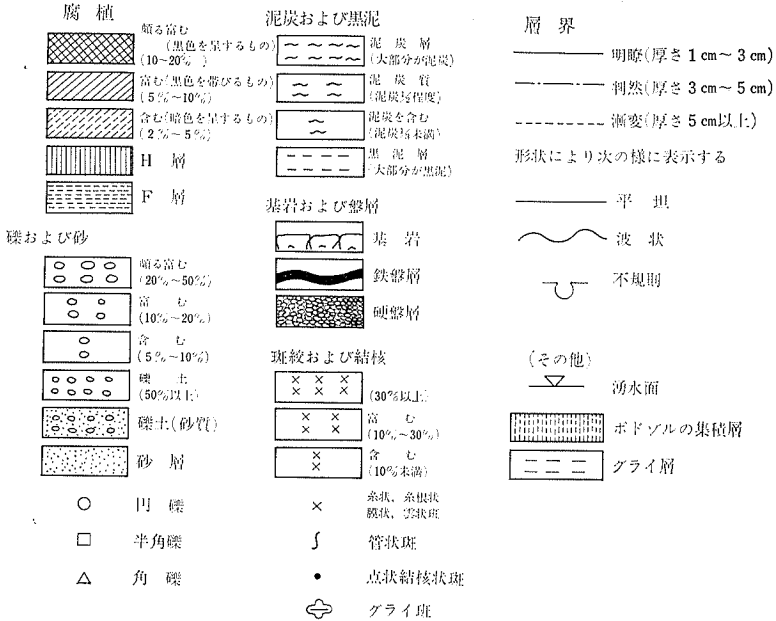 腐植
頗る富む
(黒色を呈するもの)
(10~20%)
富む(黒色を帯びるもの)
(5%~10%)
含む(暗色を呈するもの)
(2%~5%)
H 層
F 層
礫および砂
頗る富む
(20%~50%)
富む
(10%~20%)
含む
(5%~10%)
礫土
(50%以上)
礫土(砂質)
砂層
円礫
半角礫
角礫
泥炭および黒泥
泥炭層
(大部分が泥炭)
泥炭質
(泥炭½程度)
泥炭を含む
(泥炭½未満)
黒泥層
(大部分が黒泥)
基岩および盤層
基岩
鉄盤層
硬盤層
斑紋および結核
(30%以上)
富む
(10%~30%)
含む
(10%未満)
糸状、糸根状
膜状、雲状斑
管状斑
点状結核状斑
グライ斑
層界
明瞭(厚さ1cm~3cm)
判然(厚さ3cm~5cm)
漸変(厚さ5cm以上)
形状により次の様に表示する
平坦
波状
不規則
(その他)
湧水面
ポドゾルの集積層
グライ層